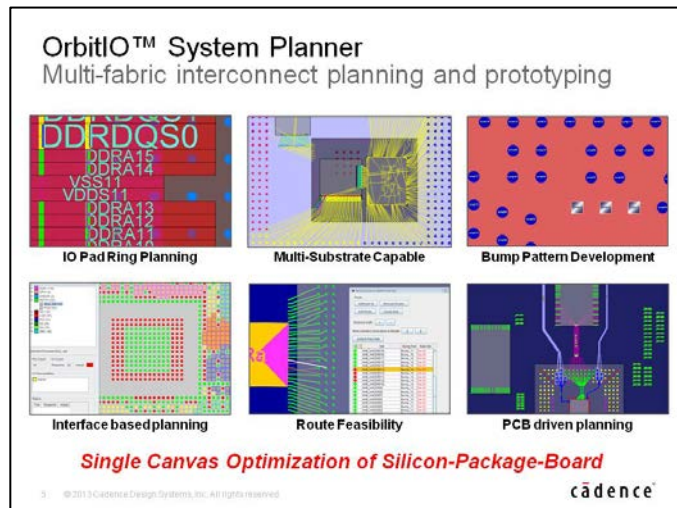 OrbitIO™ System Planner
Multi-fabric interconnect planning and prototyping
DDRDQS1
DDRDQS0
DDRA15
DDRA14
VSS11
VDDS11
DDRA13
DDRA12
DDRA11
DDRA10
IO Pad Ring Planning
Multi-Substrate Capable
Bump Pattern Development
Interface based planning
Route Feasibility
PCB driven planning
Single Canvas Optimization of Silicon-Package-Board
5 © 2013 Cadence Design Systems, Inc. All rights reserved
cādence